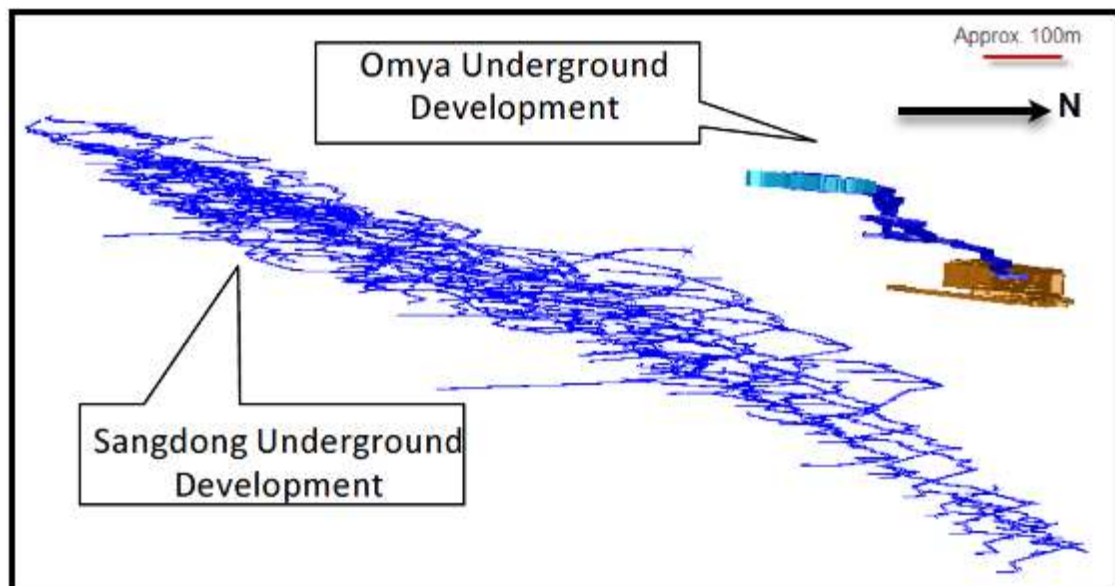 Approx. 100m
N
Omya Underground
Development
Sangdong Underground
Development